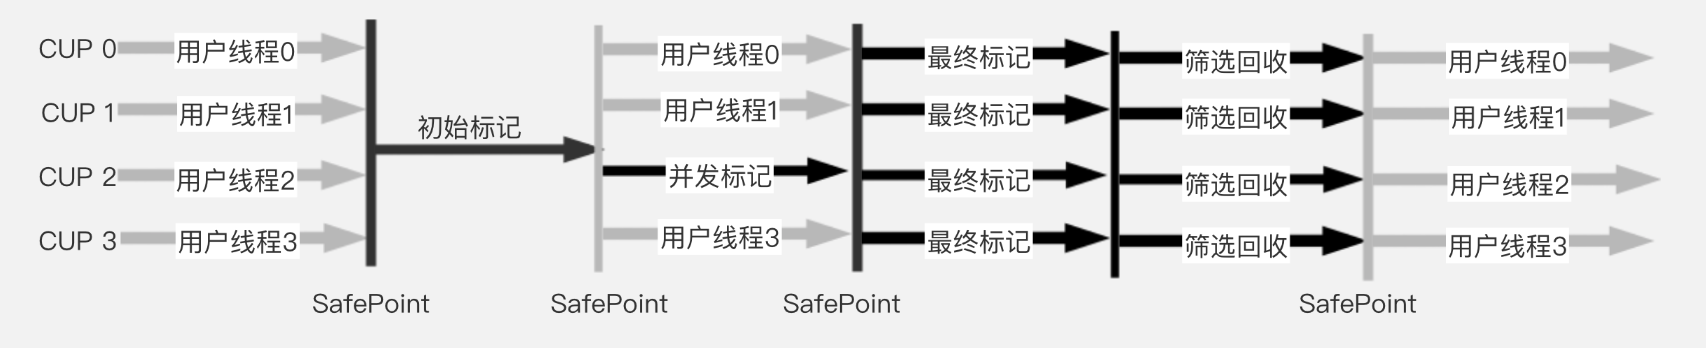 CUP 0 用户线程0 用户线程0 最终标记 筛选回收 用户线程0
CUP 1 用户线程1 初始标记 用户线程1 最终标记 筛选回收 用户线程1
CUP 2 用户线程2 并发标记 最终标记 筛选回收 用户线程2
CUP 3 用户线程3 用户线程3 最终标记 筛选回收 用户线程3
SafePoint SafePoint SafePoint SafePoint